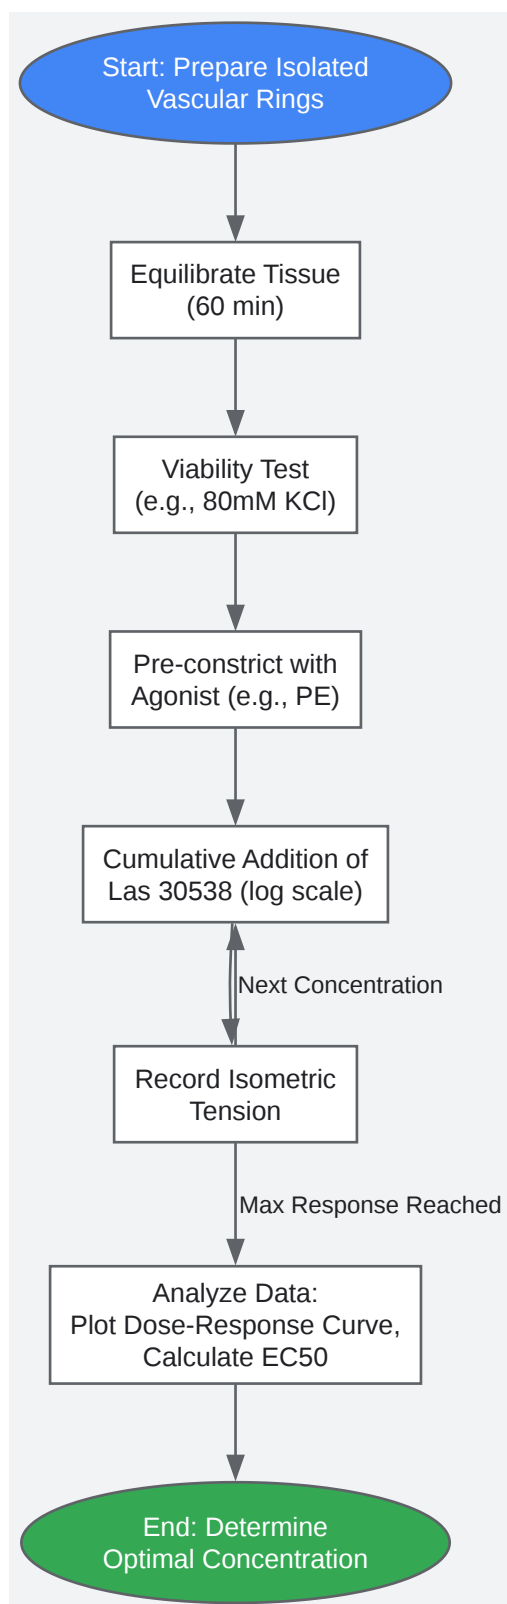 Start: Prepare Isolated
Vascular Rings
Equilibrate Tissue
(60 min)
Viability Test
(e.g., 80mM KCl)
Pre-constrict with
Agonist (e.g., PE)
Cumulative Addition of
Las 30538 (log scale)
Next Concentration
Record Isometric
Tension
Max Response Reached
Analyze Data:
Plot Dose-Response Curve,
Calculate EC50
End: Determine
Optimal Concentration